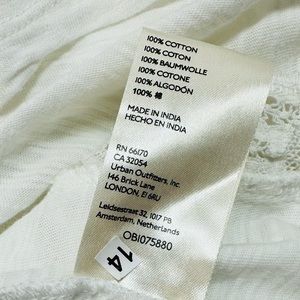 100% COTTON
100% COTON
100% BAUMWOLLE
100% COTONE
100% ALGODÓN
100% 棉
MADE IN INDIA
HECHO EN INDIA
RN 66170
CA 32054
Urban Outfitters, Inc.
146 Brick Lane
LONDON, E1 6RU
Leidsestraat 32, 1017 PB
Amsterdam, Netherlands
OBI075880
14